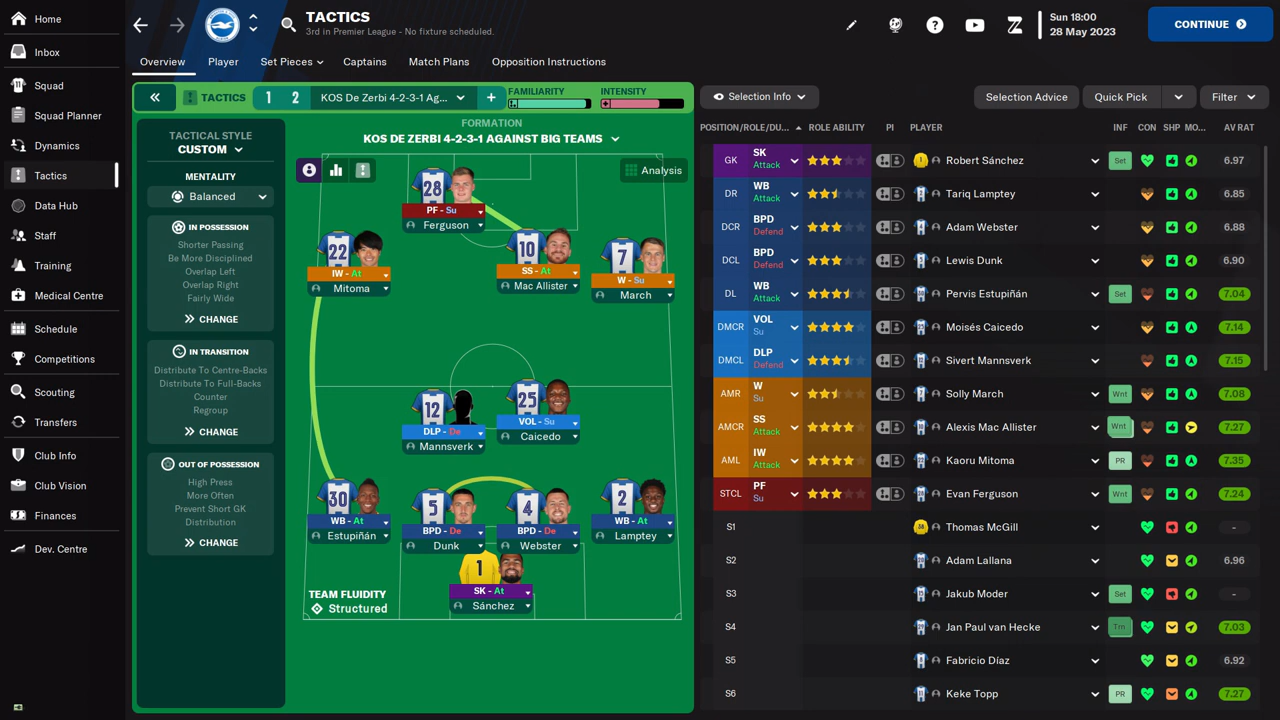 Home
Inbox
Squad
Squad Planner
Dynamics
Tactics
Data Hub
Staff
Training
Medical Centre
Schedule
Competitions
Scouting
Transfers
Club Info
Club Vision
Finances
Dev. Centre
TACTICS
3rd in Premier League - No fixture scheduled.
Sun 18:00
28 May 2023
CONTINUE
Overview Player Set Pieces Captains Match Plans Opposition Instructions
TACTICS 1 2 KOS De Zerbi 4-2-3-1 Ag... + FAMILIARITY INTENSITY
TACTICAL STYLE
CUSTOM
MENTALITY
Balanced
IN POSSESSION
Shorter Passing
Be More Disciplined
Overlap Left
Overlap Right
Fairly Wide
CHANGE
IN TRANSITION
Distribute To Centre-Backs
Distribute To Full-Backs
Counter
Regroup
CHANGE
OUT OF POSSESSION
High Press
More Often
Prevent Short GK
Distribution
CHANGE
FORMATION
KOS DE ZERBI 4-2-3-1 AGAINST BIG TEAMS
Analysis
28
PF - Su
Ferguson
22
IW - At
Mitoma
10
SS - At
Mac Allister
7
W - Su
March
12
DLP - De
Mannsverk
25
VOL - Su
Caicedo
30
WB - At
Estupiñán
5
BPD - De
Dunk
4
BPD - De
Webster
2
WB - At
Lamptey
1
SK - At
Sánchez
TEAM FLUIDITY
Structured
Selection Info Selection Advice Quick Pick Filter
POSITION/ROLE/DU... ROLE ABILITY PI PLAYER INF CON SHP MO... AV RAT
GK SK Attack Robert Sánchez Set 6.97
DR WB Attack Tariq Lamptey 6.85
DCR BPD Defend Adam Webster 6.88
DCL BPD Defend Lewis Dunk 6.90
DL WB Attack Pervis Estupiñán Set 7.04
DMCR VOL Su Moisés Caicedo 7.14
DMCL DLP Defend Sivert Mannsverk 7.15
AMR W Su Solly March Wnt 7.08
AMCR SS Attack Alexis Mac Allister Wnt 7.27
AML IW Attack Kaoru Mitoma PR 7.35
STCL PF Su Evan Ferguson Wnt 7.24
S1 Thomas McGill -
S2 Adam Lallana 6.96
S3 Jakub Moder Set -
S4 Jan Paul van Hecke Trn 7.03
S5 Fabricio Díaz 6.92
S6 Keke Topp PR 7.27